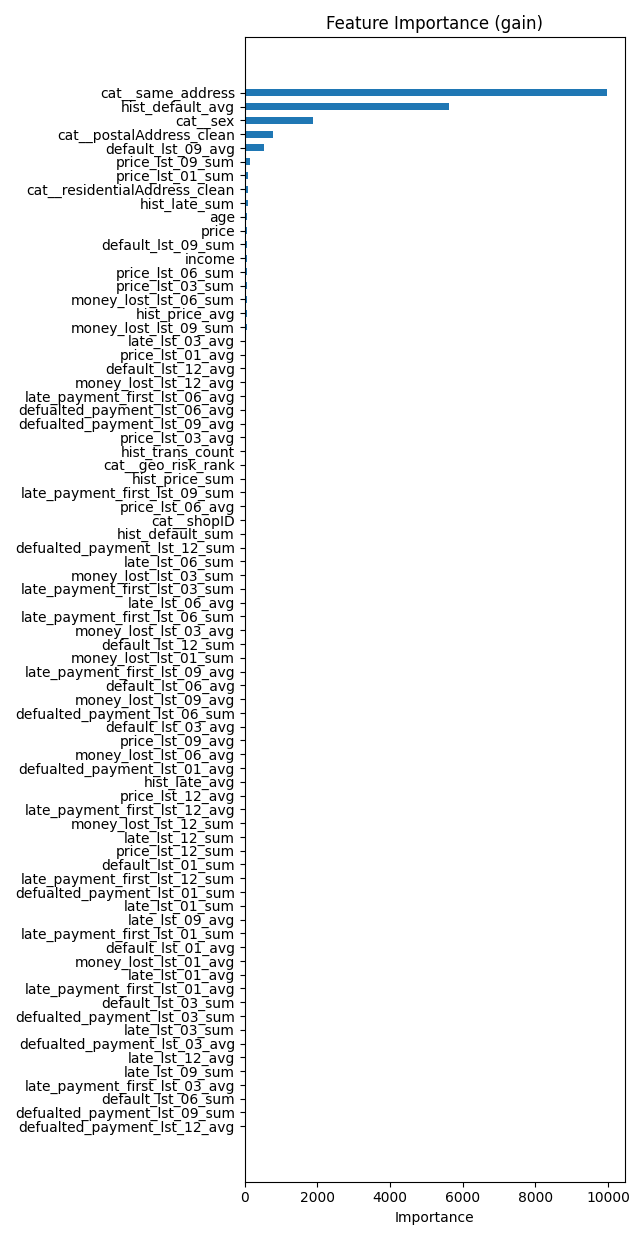 Feature Importance (gain)
cat__same_address
hist_default_avg
cat__sex
cat__postalAddress_clean
default_lst_09_avg
price_lst_09_sum
price_lst_01_sum
cat__residentialAddress_clean
hist_late_sum
age
price
default_lst_09_sum
income
price_lst_06_sum
price_lst_03_sum
money_lost_lst_06_sum
hist_price_avg
money_lost_lst_09_sum
late_lst_03_avg
price_lst_01_avg
default_lst_12_avg
money_lost_lst_12_avg
late_payment_first_lst_06_avg
defualted_payment_lst_06_avg
defualted_payment_lst_09_avg
price_lst_03_avg
hist_trans_count
cat__geo_risk_rank
hist_price_sum
late_payment_first_lst_09_sum
price_lst_06_avg
cat__shopID
hist_default_sum
defualted_payment_lst_12_sum
late_lst_06_sum
money_lost_lst_03_sum
late_payment_first_lst_03_sum
late_lst_06_avg
late_payment_first_lst_06_sum
money_lost_lst_03_avg
default_lst_12_sum
money_lost_lst_01_sum
late_payment_first_lst_09_avg
default_lst_06_avg
money_lost_lst_09_avg
defualted_payment_lst_06_sum
default_lst_03_avg
price_lst_09_avg
money_lost_lst_06_avg
defualted_payment_lst_01_avg
hist_late_avg
price_lst_12_avg
late_payment_first_lst_12_avg
money_lost_lst_12_sum
late_lst_12_sum
price_lst_12_sum
default_lst_01_sum
late_payment_first_lst_12_sum
defualted_payment_lst_01_sum
late_lst_01_sum
late_lst_09_avg
late_payment_first_lst_01_sum
default_lst_01_avg
money_lost_lst_01_avg
late_lst_01_avg
late_payment_first_lst_01_avg
default_lst_03_sum
defualted_payment_lst_03_sum
late_lst_03_sum
defualted_payment_lst_03_avg
late_lst_12_avg
late_lst_09_sum
late_payment_first_lst_03_avg
default_lst_06_sum
defualted_payment_lst_09_sum
defualted_payment_lst_12_avg
0 2000 4000 6000 8000 10000
Importance